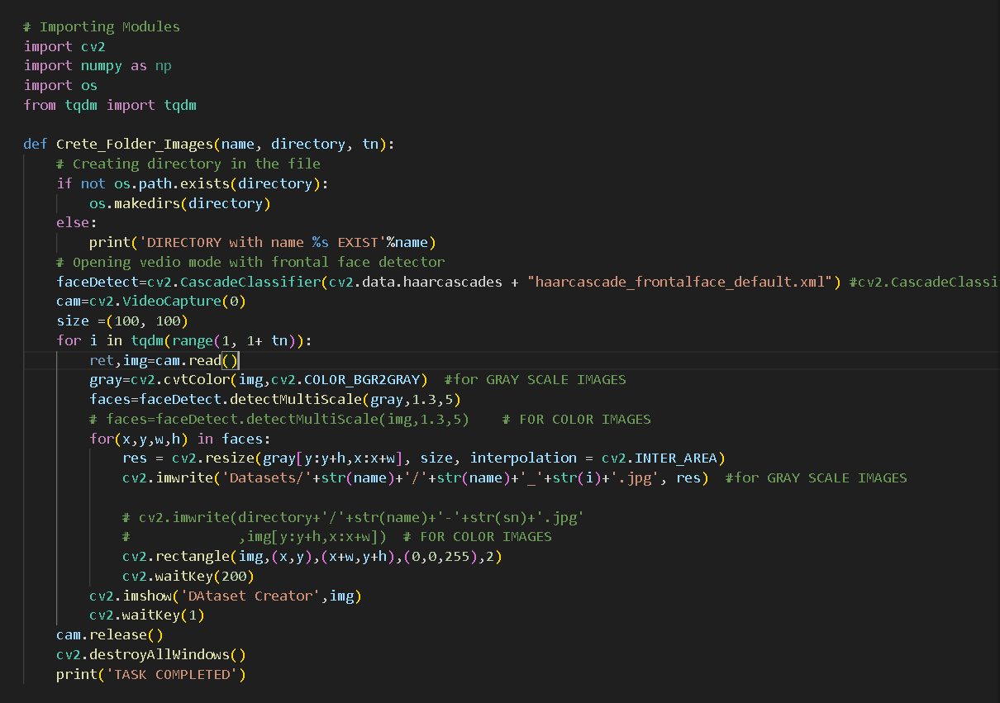 # Importing Modules
import cv2
import numpy as np
import os
from tqdm import tqdm
def Crete_Folder_Images(name, directory, tn):
# Creating directory in the file
if not os.path.exists(directory):
os.makedirs(directory)
else:
print('DIRECTORY with name %s EXIST'%name)
# Opening vedio mode with frontal face detector
faceDetect=cv2.CascadeClassifier(cv2.data.haarcascades + "haarcascade_frontalface_default.xml") #cv2.CascadeClassi
cam=cv2.VideoCapture(0)
size =(100, 100)
for i in tqdm(range(1, 1+ tn)):
ret,img=cam.read()
gray=cv2.cvtColor(img,cv2.COLOR_BGR2GRAY)  #for GRAY SCALE IMAGES
faces=faceDetect.detectMultiScale(gray,1.3,5)
# faces=faceDetect.detectMultiScale(img,1.3,5)    # FOR COLOR IMAGES
for(x,y,w,h) in faces:
res = cv2.resize(gray[y:y+h,x:x+w], size, interpolation = cv2.INTER_AREA)
cv2.imwrite('Datasets/'+str(name)+'/'+str(name)+'_'+str(i)+'.jpg', res)  #for GRAY SCALE IMAGES
# cv2.imwrite(directory+'/'+str(name)+'-'+str(sn)+'.jpg'
#             ,img[y:y+h,x:x+w])  # FOR COLOR IMAGES
cv2.rectangle(img,(x,y),(x+w,y+h),(0,0,255),2)
cv2.waitKey(200)
cv2.imshow('DAtaset Creator',img)
cv2.waitKey(1)
cam.release()
cv2.destroyAllWindows()
print('TASK COMPLETED')